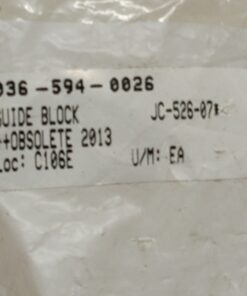 036-594-0026
GUIDE BLOCK JC-526-07*
++OBSOLETE 2013
Loc: C106E U/M: EA